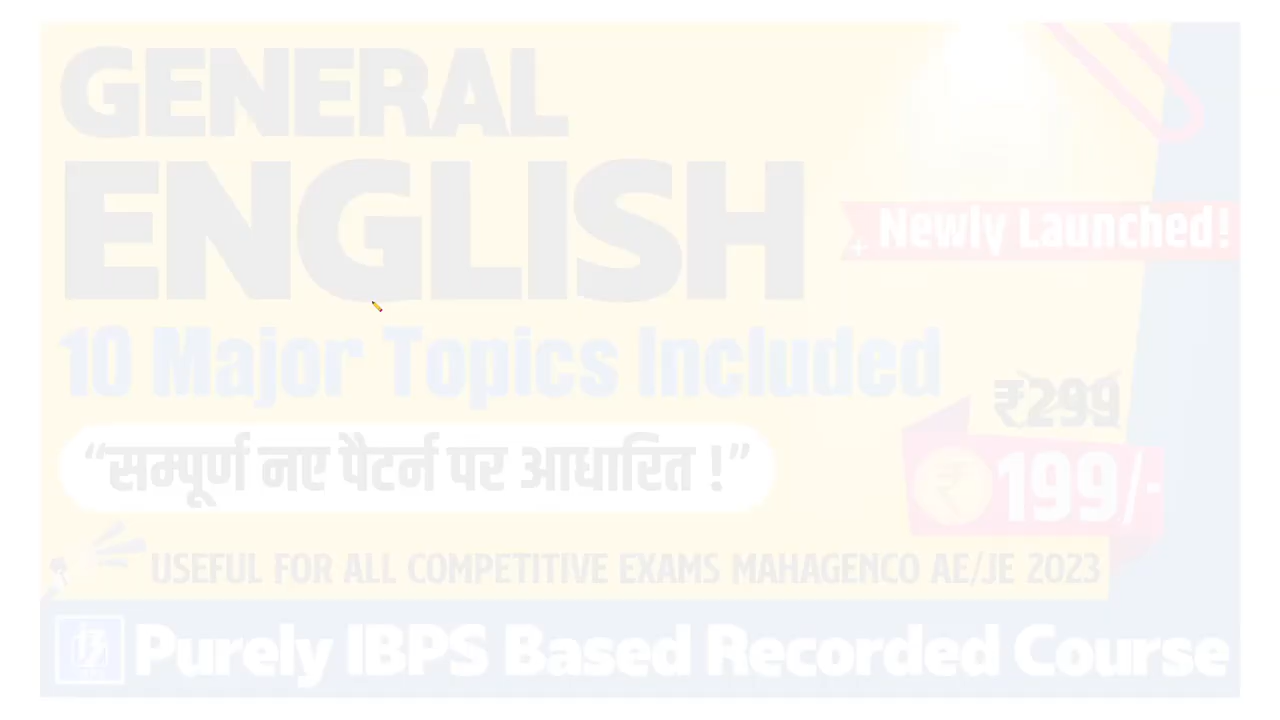 GENERAL
ENGLISH
Newly Launched!
10 Major Topics Included
₹299
₹199/-
“सम्पूर्ण नए पैटर्न पर आधारित !”
USEFUL FOR ALL COMPETITIVE EXAMS MAHAGENCO AE/JE 2023
Purely IBPS Based Recorded Course